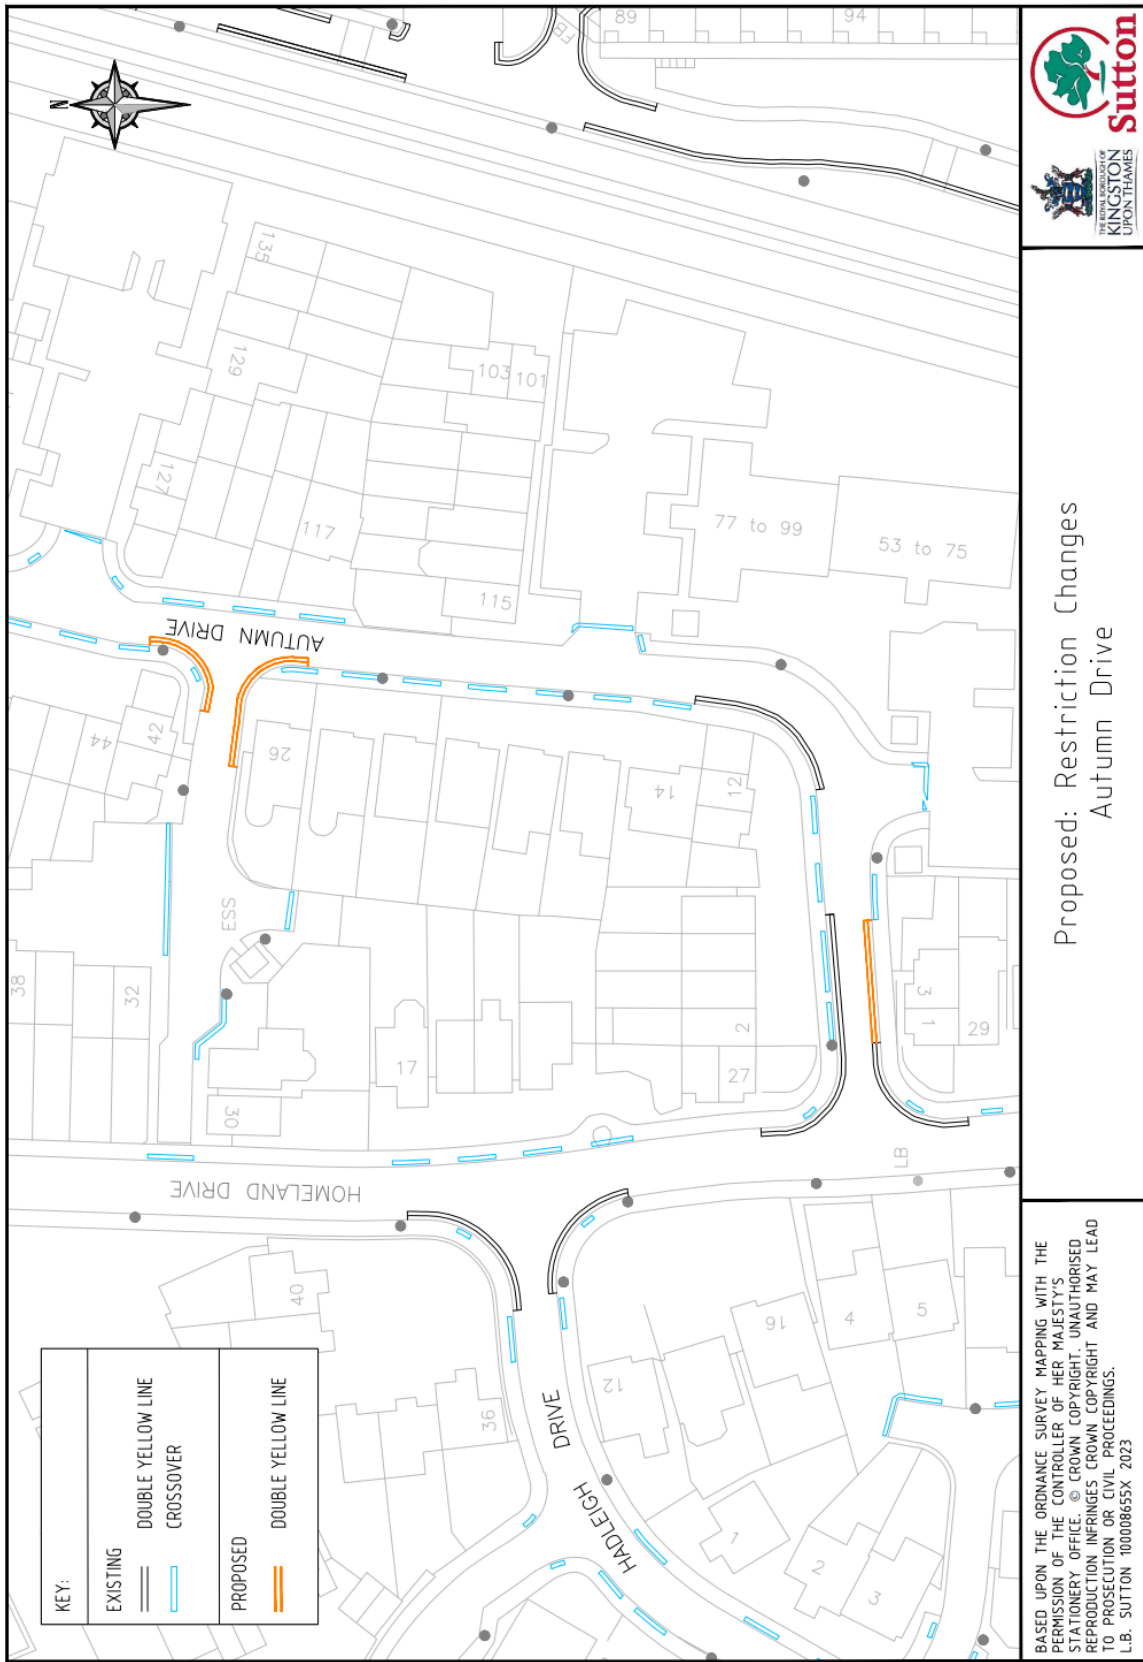 KEY:
EXISTING
DOUBLE YELLOW LINE
CROSSOVER
PROPOSED
DOUBLE YELLOW LINE
N
FB
89
94
135
129
127
117
103
101
115
77 to 99
53 to 75
AUTUMN DRIVE
44
42
26
14
12
ESS
38
32
30
17
2
27
3
1
29
HOMELAND DRIVE
LB
40
36
12
16
4
5
HADLEIGH DRIVE
1
2
3
BASED UPON THE ORDNANCE SURVEY MAPPING WITH THE
PERMISSION OF THE CONTROLLER OF HER MAJESTY'S
STATIONERY OFFICE. © CROWN COPYRIGHT. UNAUTHORISED
REPRODUCTION INFRINGES CROWN COPYRIGHT AND MAY LEAD
TO PROSECUTION OR CIVIL PROCEEDINGS.
L.B. SUTTON 100008655X 2023
Proposed: Restriction Changes
Autumn Drive
THE ROYAL BOROUGH OF
KINGSTON
UPON THAMES
Sutton